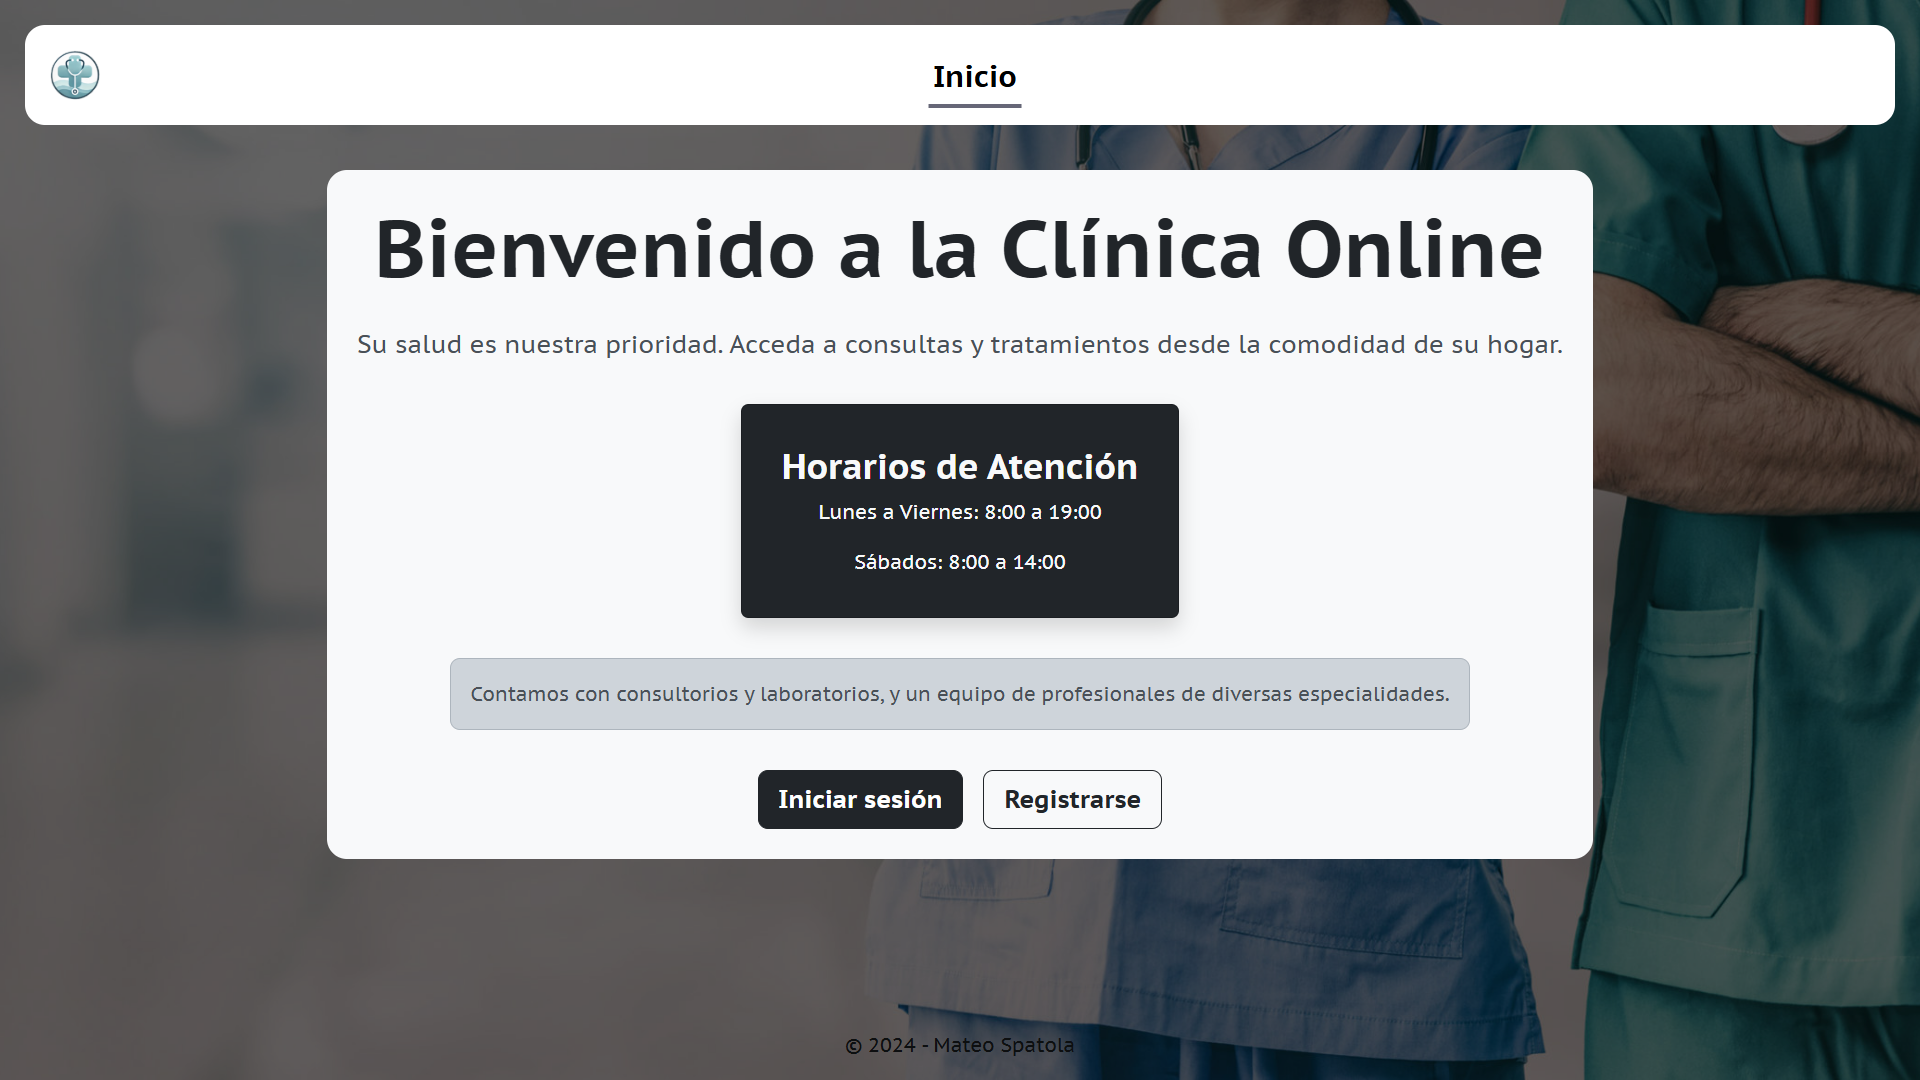 Inicio
Bienvenido a la Clínica Online
Su salud es nuestra prioridad. Acceda a consultas y tratamientos desde la comodidad de su hogar.
Horarios de Atención
Lunes a Viernes: 8:00 a 19:00
Sábados: 8:00 a 14:00
Contamos con consultorios y laboratorios, y un equipo de profesionales de diversas especialidades.
Iniciar sesión
Registrarse
© 2024 - Mateo Spatola